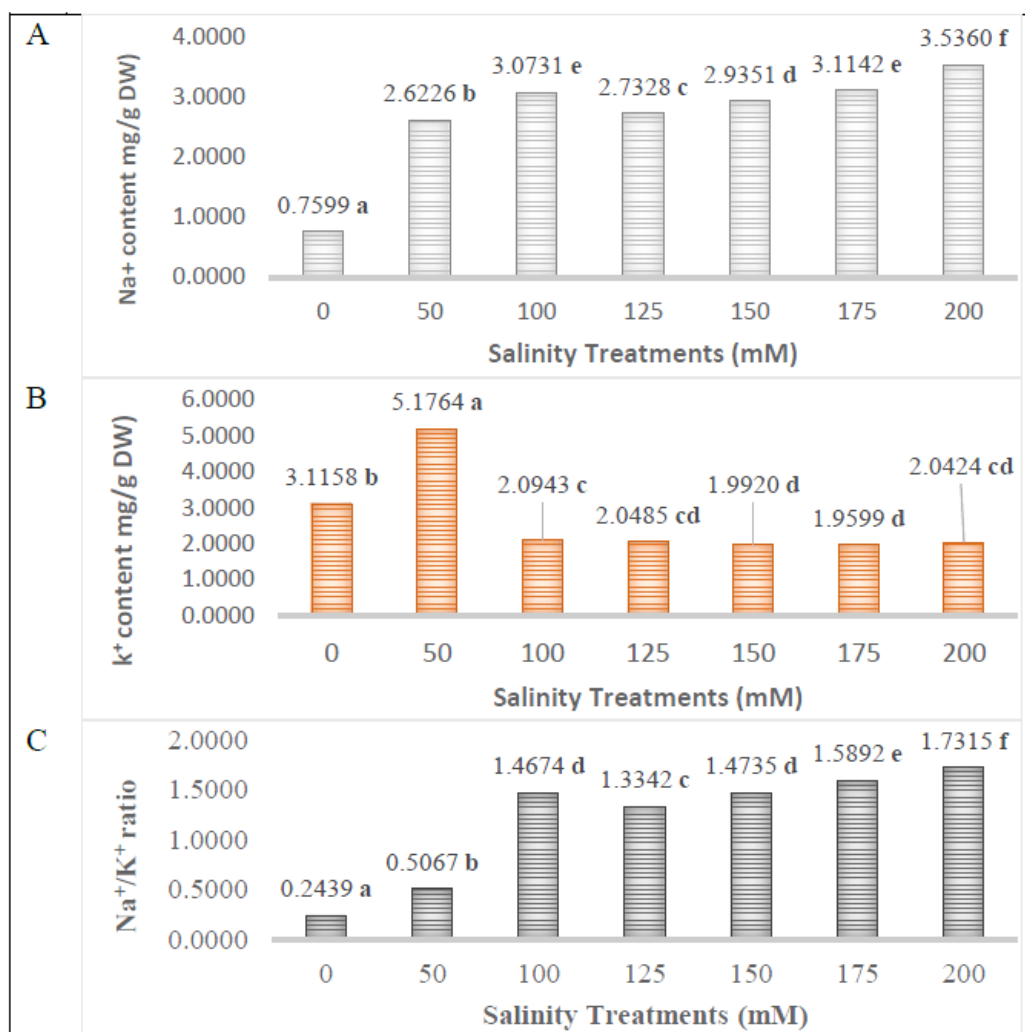 A
4.0000
3.0000
2.0000
1.0000
0.0000
Na+ content mg/g DW
0.7599 a
2.6226 b
3.0731 e
2.7328 c
2.9351 d
3.1142 e
3.5360 f
0 50 100 125 150 175 200
Salinity Treatments (mM)
B
6.0000
5.0000
4.0000
3.0000
2.0000
1.0000
0.0000
k⁺ content mg/g DW)
3.1158 b
5.1764 a
2.0943 c
2.0485 cd
1.9920 d
1.9599 d
2.0424 cd
0 50 100 125 150 175 200
Salinity Treatments (mM)
C
2.0000
1.5000
1.0000
0.5000
0.0000
Na⁺/K⁺ ratio
0.2439 a
0.5067 b
1.4674 d
1.3342 c
1.4735 d
1.5892 e
1.7315 f
0 50 100 125 150 175 200
Salinity Treatments (mM)